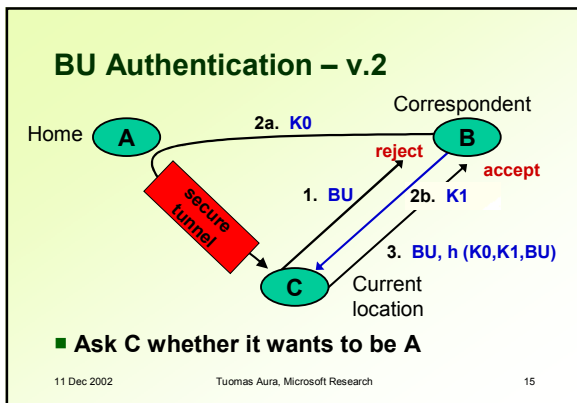 BU Authentication – v.2
Correspondent
Home
A
2a. K0
B
reject
accept
1. BU
2b. K1
secure
tunnel
3. BU, h (K0,K1,BU)
C
Current
location
■ Ask C whether it wants to be A
11 Dec 2002
Tuomas Aura, Microsoft Research
15